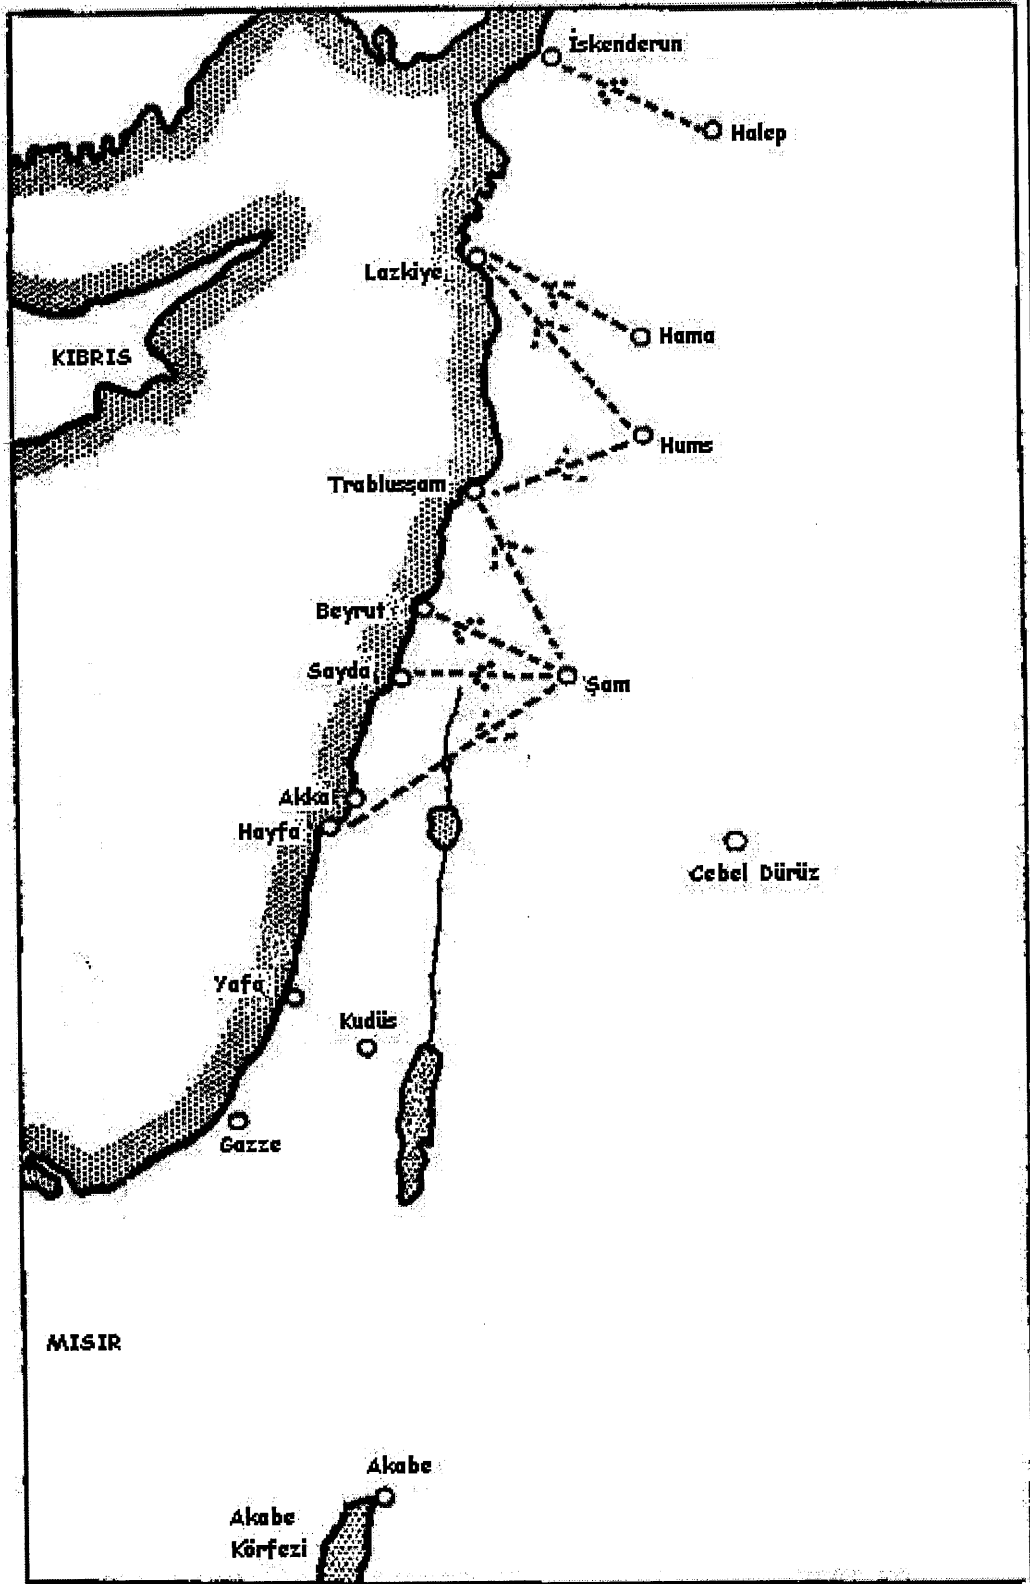 İskenderun
Halep
Lazkiye
Hama
KIBRIS
Hums
Trablusşam
Beyrut
Sayda
Şam
Akka
Hayfa
Cebel Dürüz
Yafa
Kudüs
Gazze
MISIR
Akabe
Akabe
Körfezi